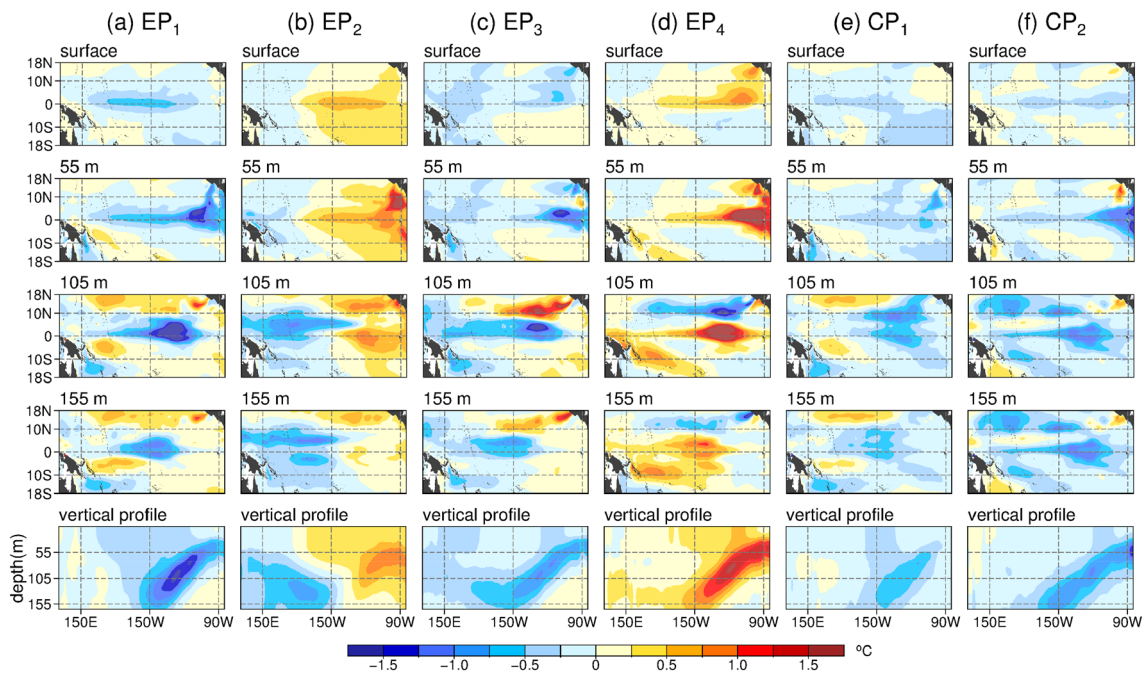 (a) EP₁ (b) EP₂ (c) EP₃ (d) EP₄ (e) CP₁ (f) CP₂
surface surface surface surface surface surface
18N
10N
0
10S
18S
55 m 55 m 55 m 55 m 55 m 55 m
18N
10N
0
10S
18S
105 m 105 m 105 m 105 m 105 m 105 m
18N
10N
0
10S
18S
155 m 155 m 155 m 155 m 155 m 155 m
18N
10N
0
10S
18S
vertical profile vertical profile vertical profile vertical profile vertical profile vertical profile
depth(m)
55
105
155
150E 150W 90W 150E 150W 90W 150E 150W 90W 150E 150W 90W 150E 150W 90W 150E 150W 90W
−1.5 −1.0 −0.5 0 0.5 1.0 1.5 ºC